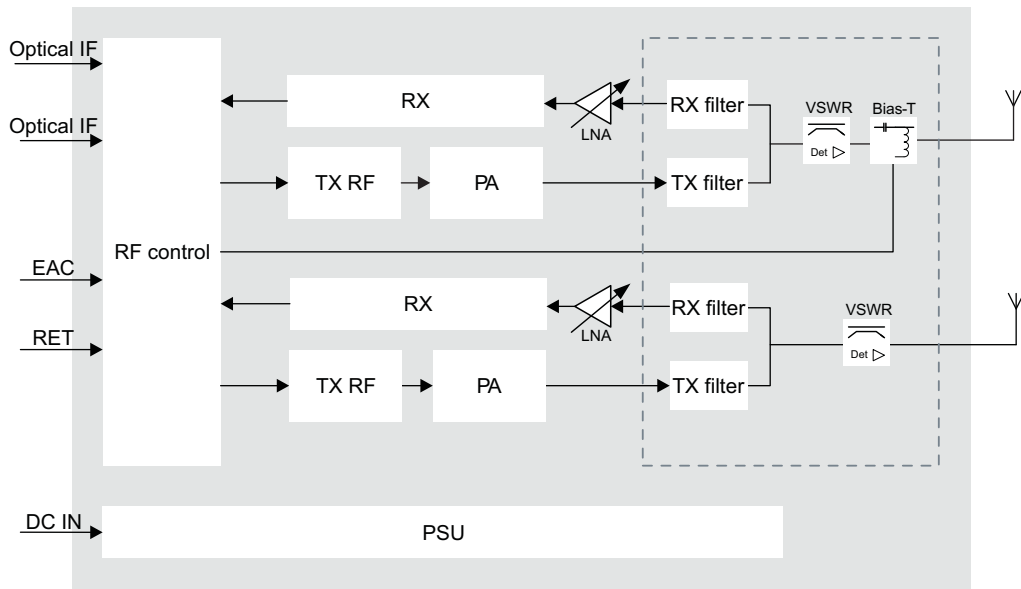 Optical IF
Optical IF
EAC
RET
DC IN
RF control
RX
LNA
RX filter
VSWR
Det
Bias-T
TX RF
PA
TX filter
RX
LNA
RX filter
VSWR
Det
TX RF
PA
TX filter
PSU